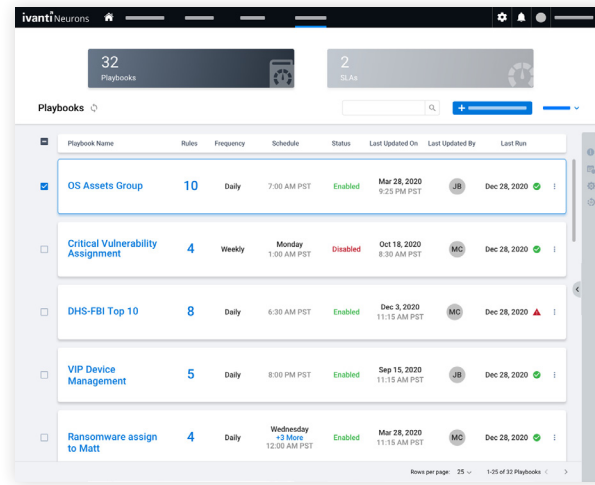 ivanti Neurons
32
Playbooks
2
SLAs
Playbooks
Playbook Name Rules Frequency Schedule Status Last Updated On Last Updated By Last Run
OS Assets Group 10 Daily 7:00 AM PST Enabled Mar 28, 2020 JB Dec 28, 2020
9:25 PM PST
Critical Vulnerability 4 Weekly Monday Disabled Oct 18, 2020 MC Dec 28, 2020
Assignment 1:00 AM PST 8:30 AM PST
DHS-FBI Top 10 8 Daily 6:30 AM PST Enabled Dec 3, 2020 MC Dec 28, 2020
11:15 AM PST
VIP Device 5 Daily 8:00 PM PST Enabled Sep 15, 2020 JB Dec 28, 2020
Management 11:15 AM PST
Ransomware assign 4 Daily Wednesday Enabled Mar 28, 2020 MC Dec 28, 2020
to Matt +3 More 11:15 AM PST
12:00 AM PST
Rows per page: 25 1-25 of 32 Playbooks